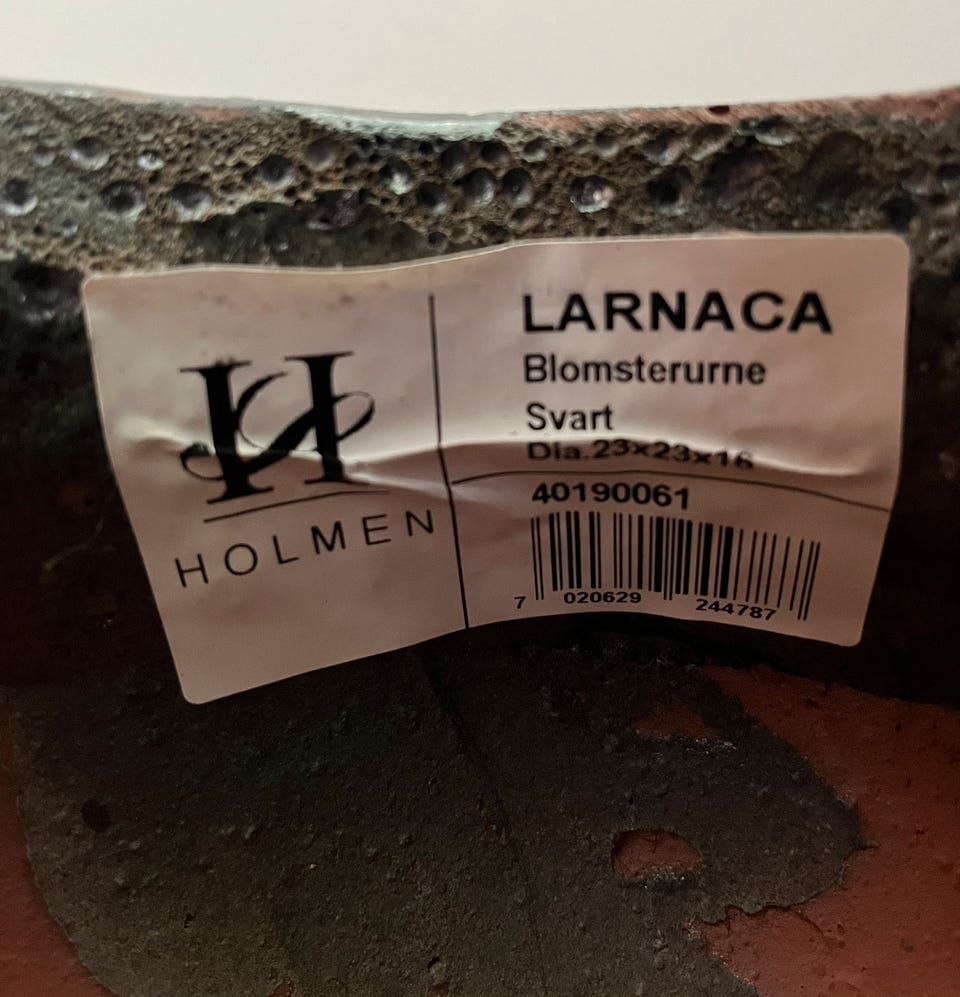 H
HOLMEN
LARNACA
Blomsterurne
Svart
Dia.23x23x16
40190061
7 020629 244787